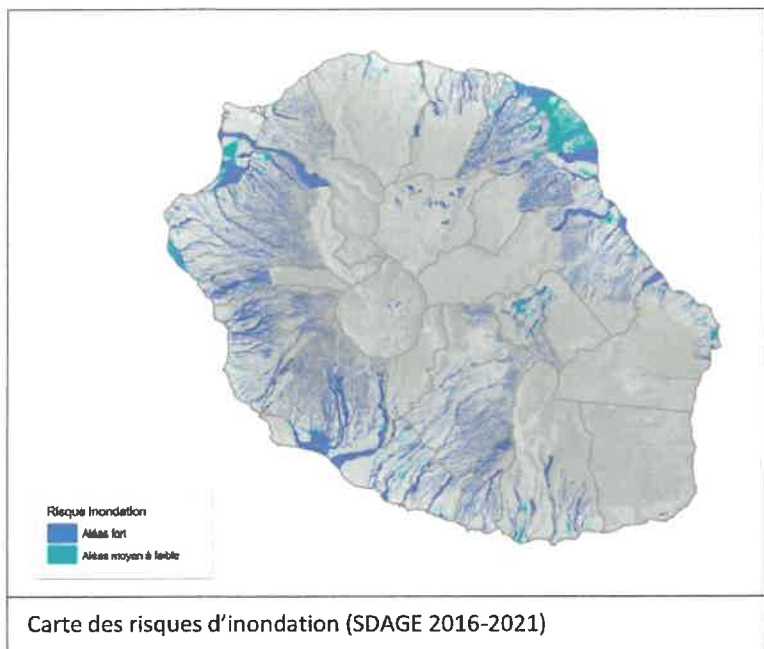 Risque Inondation
Aléas fort
Aléas moyen à faible
Carte des risques d'inondation (SDAGE 2016-2021)